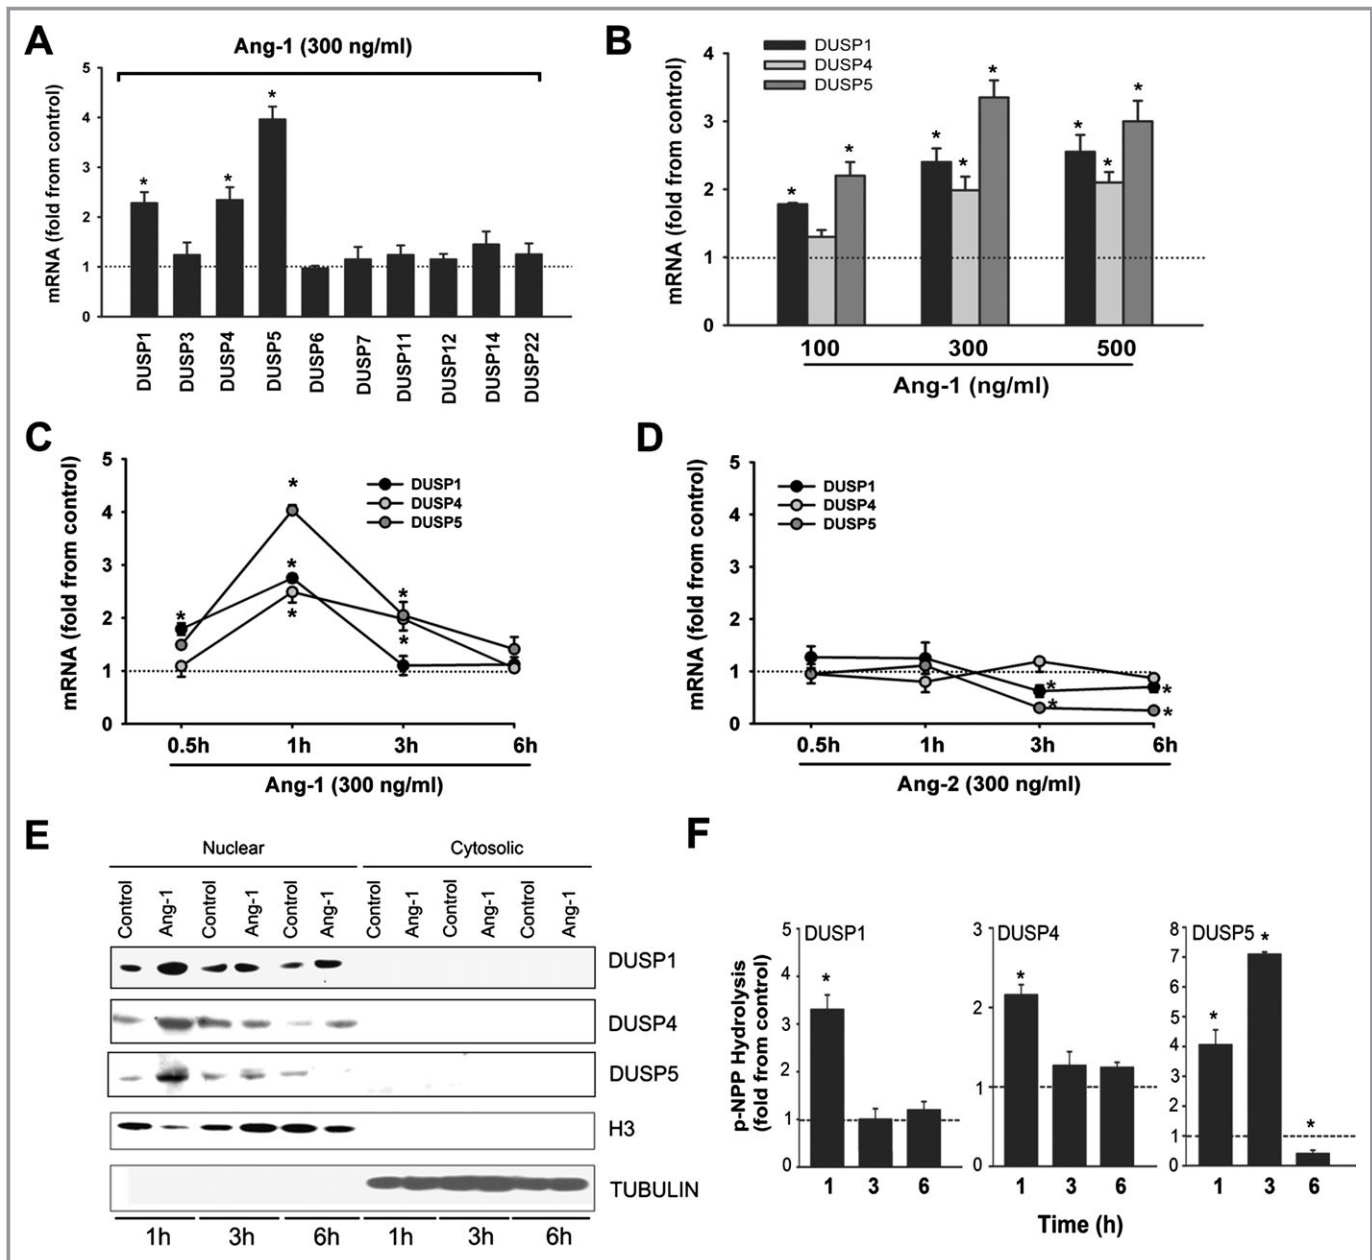 A
Ang-1 (300 ng/ml)
mRNA (fold from control)
5
4
3
2
1
0
*
*
*
DUSP1
DUSP3
DUSP4
DUSP5
DUSP6
DUSP7
DUSP11
DUSP12
DUSP14
DUSP22
B
mRNA (fold from control)
4
3
2
1
0
DUSP1
DUSP4
DUSP5
*
*
*
*
*
*
*
*
100 300 500
Ang-1 (ng/ml)
C
mRNA (fold from control)
5
4
3
2
1
0
DUSP1
DUSP4
DUSP5
*
*
*
*
*
*
0.5h 1h 3h 6h
Ang-1 (300 ng/ml)
D
mRNA (fold from control)
5
4
3
2
1
0
DUSP1
DUSP4
DUSP5
*
*
*
*
0.5h 1h 3h 6h
Ang-2 (300 ng/ml)
E
Nuclear Cytosolic
Control Ang-1 Control Ang-1 Control Ang-1 Control Ang-1 Control Ang-1 Control Ang-1
DUSP1
DUSP4
DUSP5
H3
TUBULIN
1h 3h 6h 1h 3h 6h
F
p-NPP Hydrolysis
(fold from control)
5
4
3
2
1
0
DUSP1
*
1 3 6
3
2
1
0
DUSP4
*
1 3 6
8
7
6
5
4
3
2
1
0
DUSP5
*
*
*
1 3 6
Time (h)